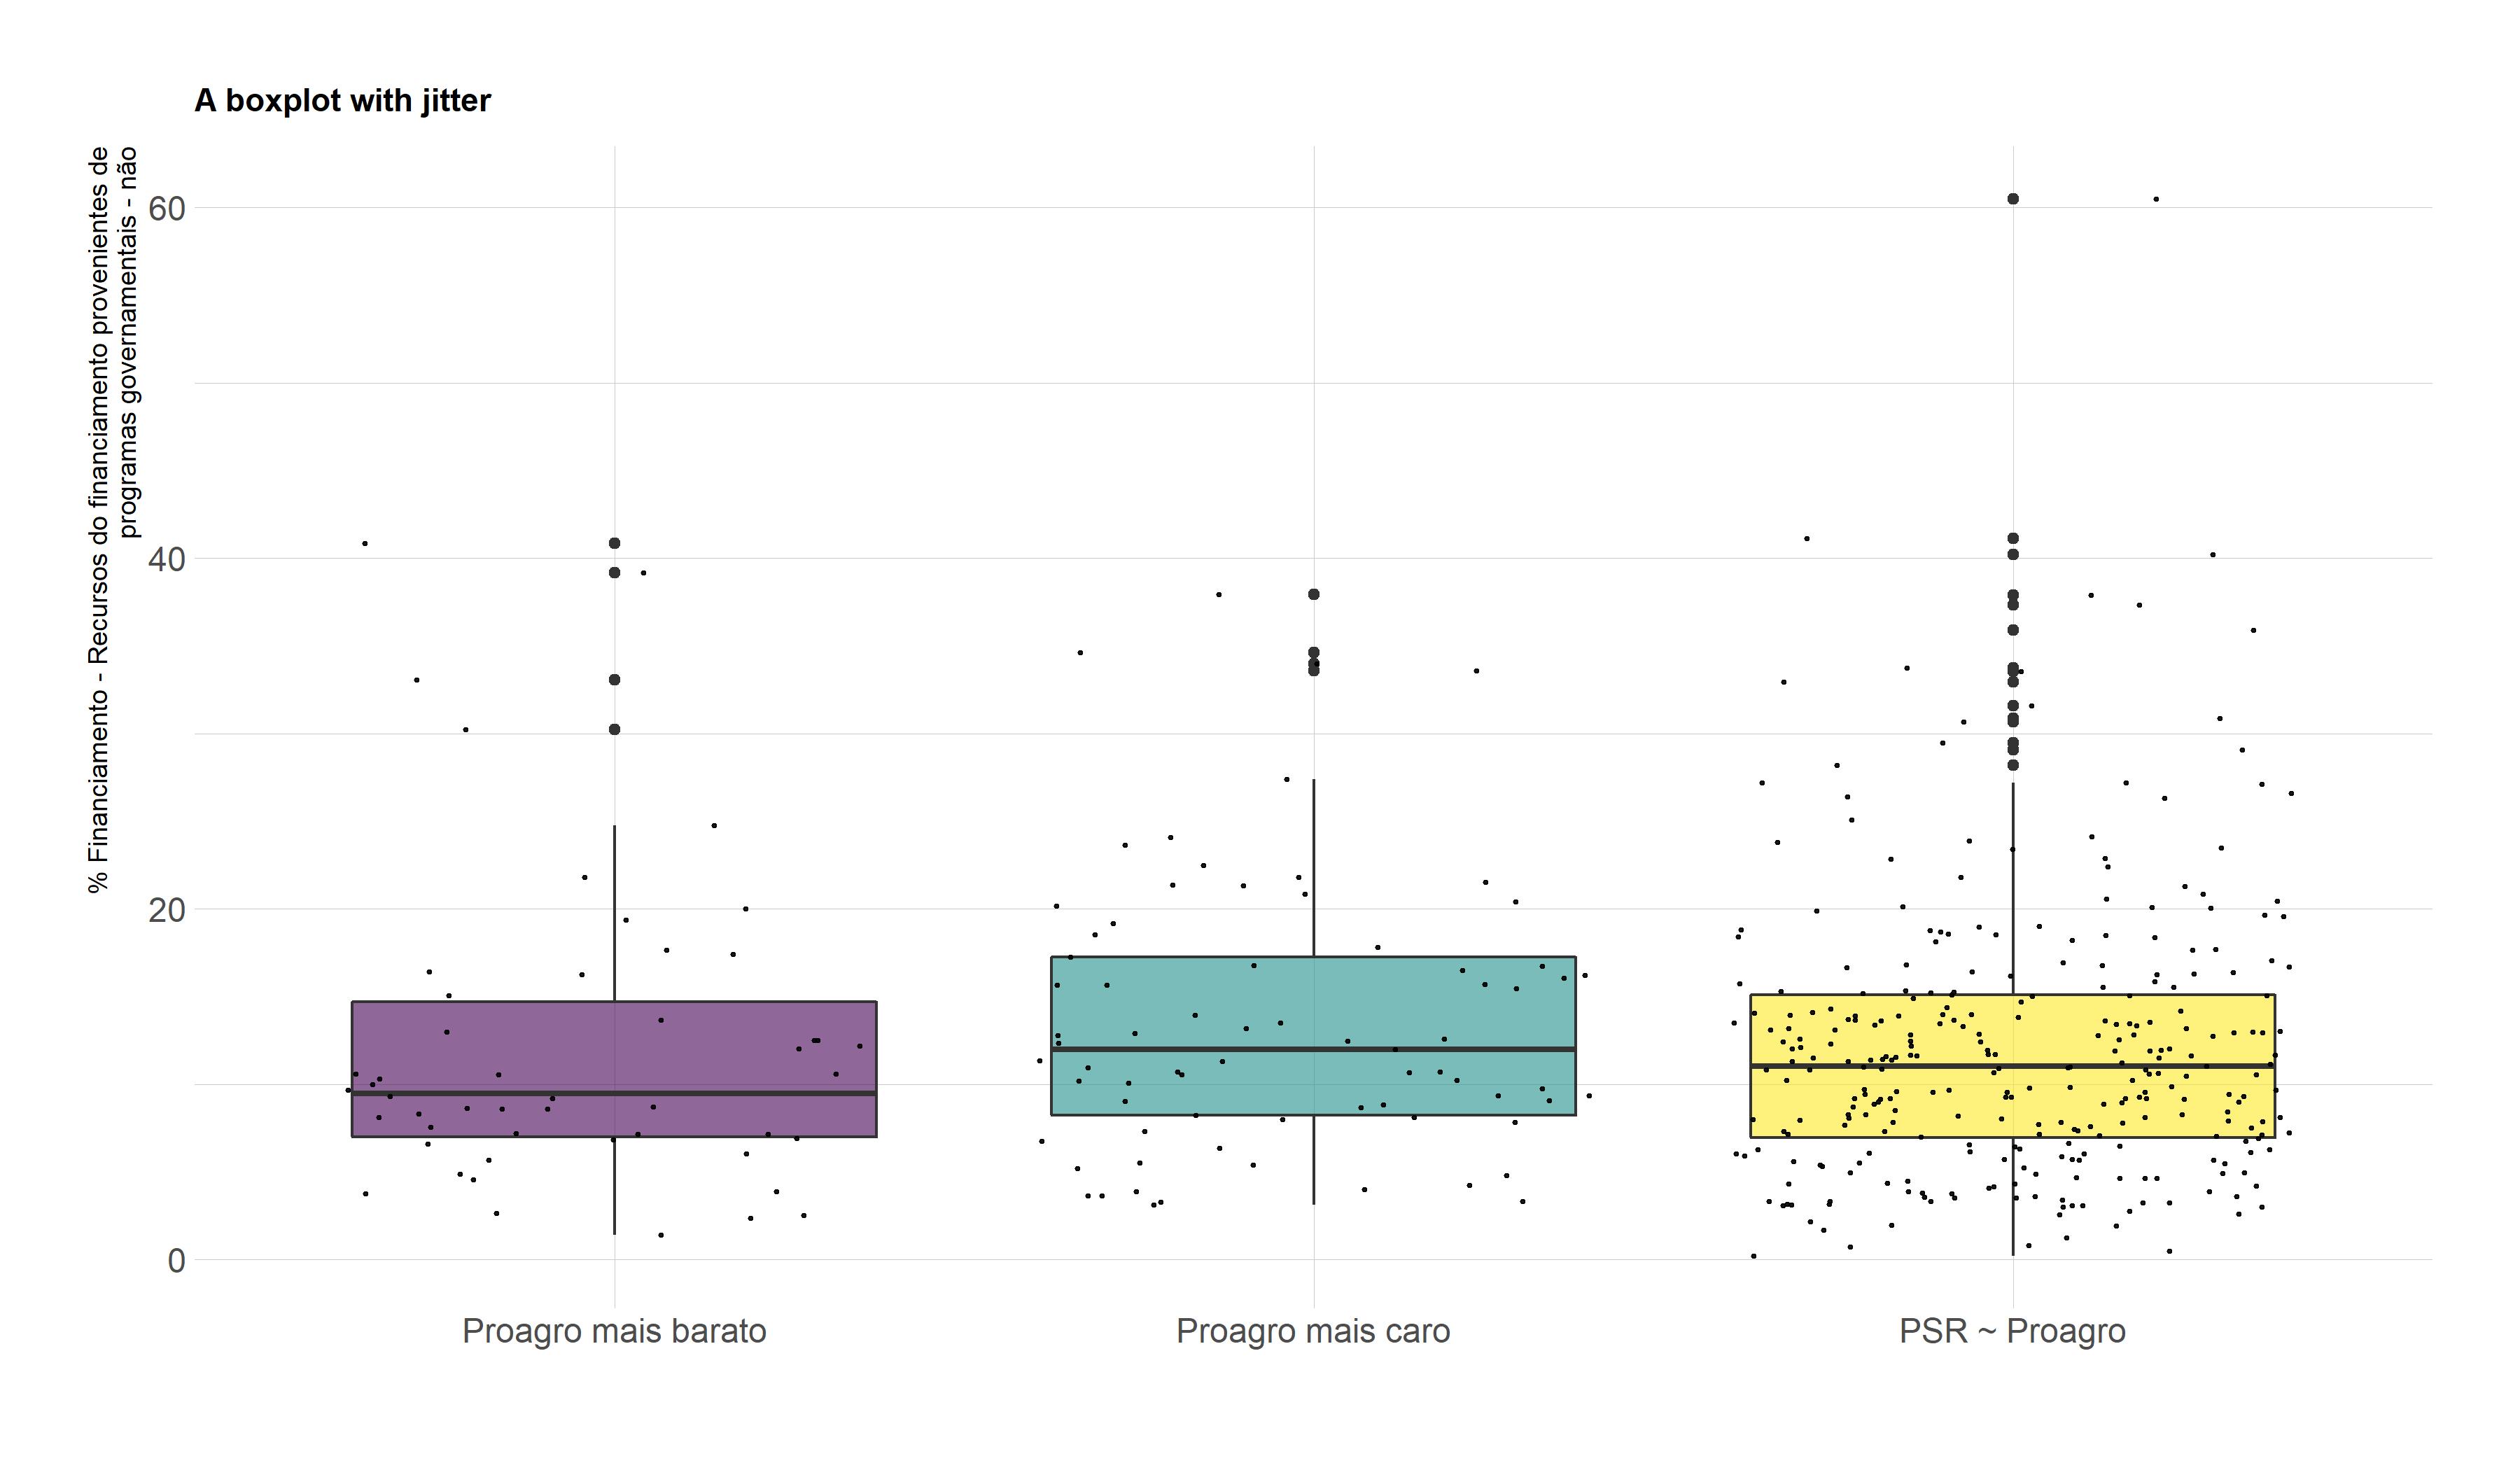 A boxplot with jitter
% Financiamento - Recursos do financiamento provenientes de
programas governamentais - não
60
40
20
0
Proagro mais barato
Proagro mais caro
PSR ~ Proagro